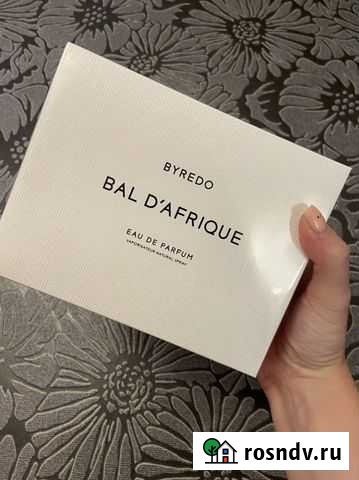 BYREDO
BAL D'AFRIQUE
EAU DE PARFUM
VAPORISATEUR NATURAL SPRAY
rosndv.ru